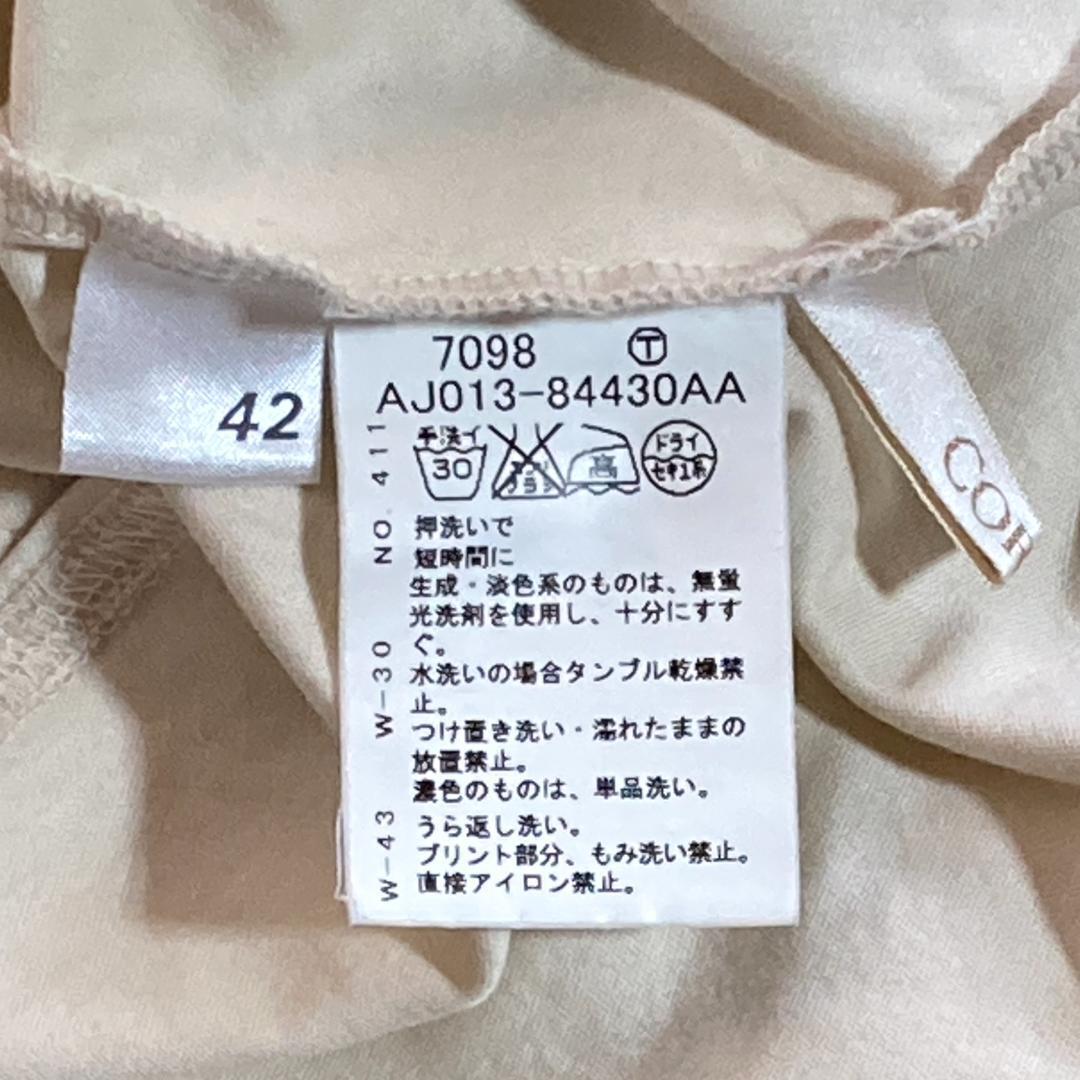 42
7098 Ⓣ
AJ013-84430AA
手洗イ
30
高
ドライ
セキユ系
押洗いで
短時間に
生成・淡色系のものは、無蛍
光洗剤を使用し、十分にすす
ぐ。
水洗いの場合タンブル乾燥禁
止。
つけ置き洗い・濡れたままの
放置禁止。
濃色のものは、単品洗い。
うら返し洗い。
プリント部分、もみ洗い禁止。
直接アイロン禁止。
NO. 411
W-30
W-43